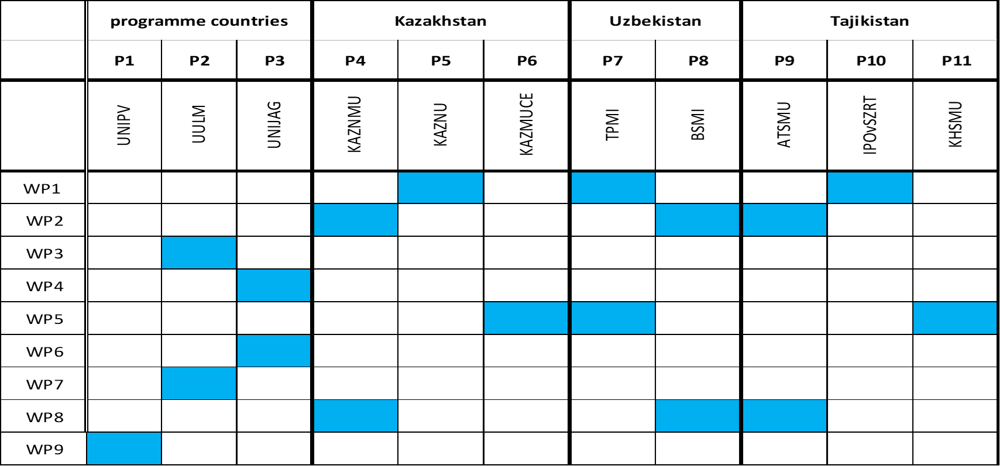 programme countries Kazakhstan Uzbekistan Tajikistan
P1 P2 P3 P4 P5 P6 P7 P8 P9 P10 P11
UNIPV UULM UNIJAG KAZNMU KAZNU KAZMUCE TPMI BSMI ATSMU IPOvSZRT KHSMU
WP1
WP2
WP3
WP4
WP5
WP6
WP7
WP8
WP9